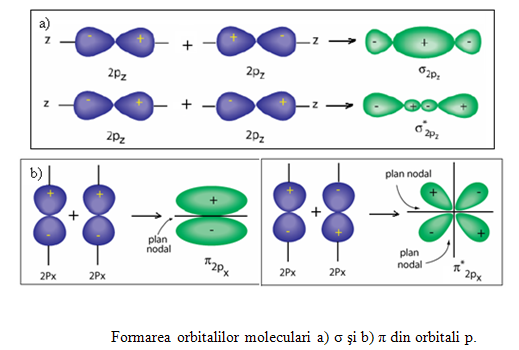 a)
z - + + - + z → - + -
2pz 2pz σ2pz
z - + + - + z → - + - +
2pz 2pz σ*2pz
b)
+ + + → + -
- -
plan nodal
2Px 2Px π2px
+ - + → + - - +
- +
plan nodal
plan nodal
2Px 2Px π*2px
Formarea orbitalilor moleculari a) σ şi b) π din orbitali p.